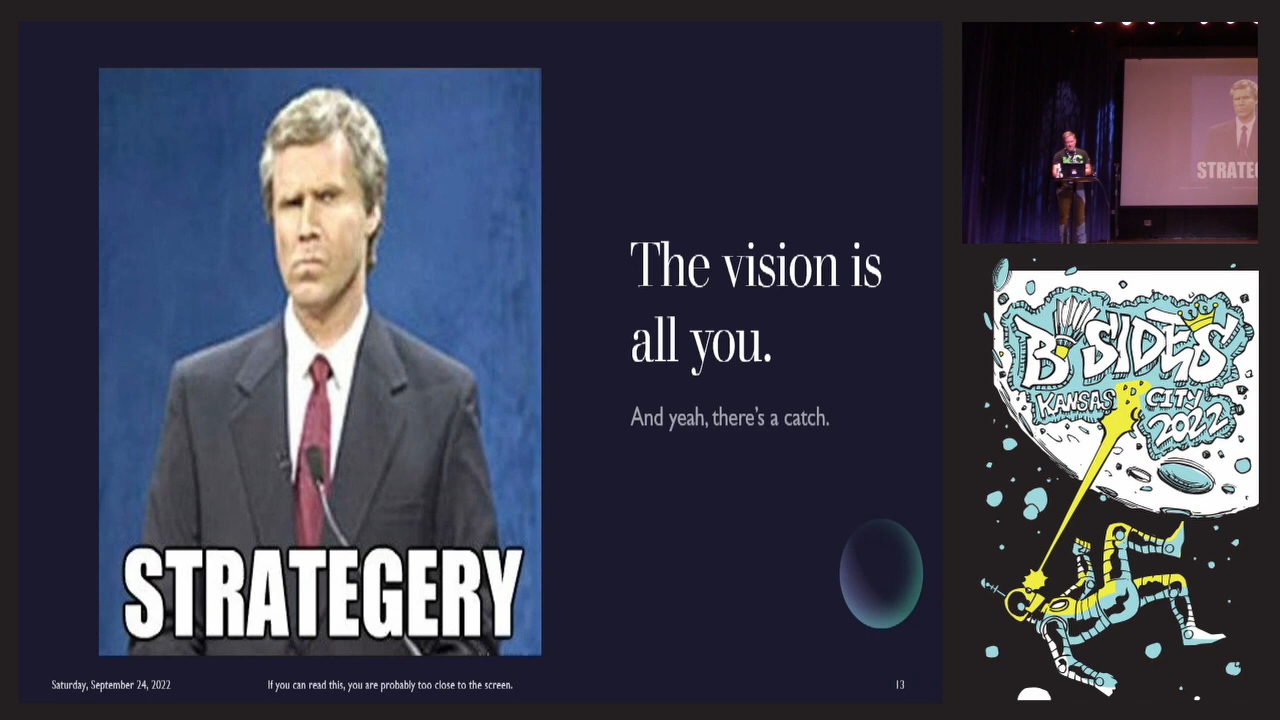 STRATEGERY
The vision is
all you.
And yeah, there's a catch.
Saturday, September 24, 2022
If you can read this, you are probably too close to the screen.
13
STRATEG
KC
B SIDES
KANSAS CITY
2022